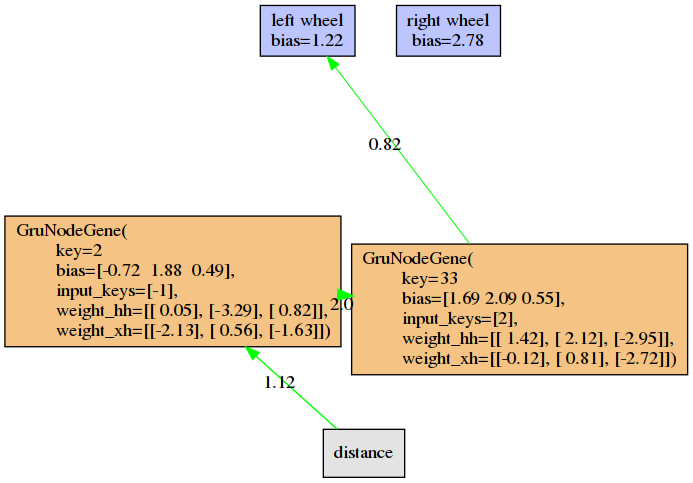 left wheel
bias=1.22
right wheel
bias=2.78
0.82
GruNodeGene(
key=2
bias=[-0.72 1.88 0.49],
input_keys=[-1],
weight_hh=[[ 0.05], [-3.29], [ 0.82]],
weight_xh=[[-2.13], [ 0.56], [-1.63]])
2.0
GruNodeGene(
key=33
bias=[1.69 2.09 0.55],
input_keys=[2],
weight_hh=[[ 1.42], [ 2.12], [-2.95]],
weight_xh=[[-0.12], [ 0.81], [-2.72]])
1.12
distance